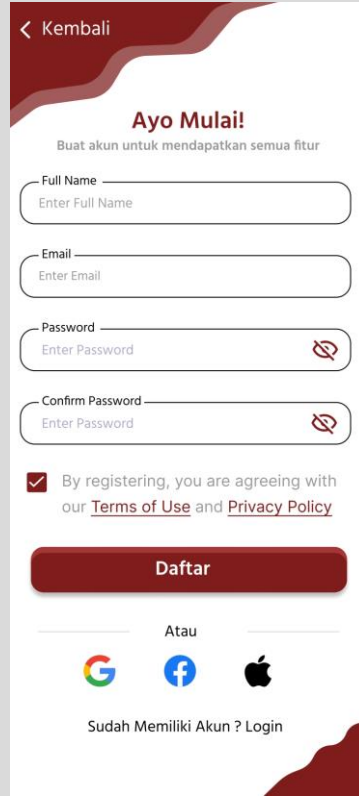 Kembali
Ayo Mulai!
Buat akun untuk mendapatkan semua fitur
Full Name
Enter Full Name
Email
Enter Email
Password
Enter Password
Confirm Password
Enter Password
By registering, you are agreeing with
our Terms of Use and Privacy Policy
Daftar
Atau
Sudah Memiliki Akun ? Login